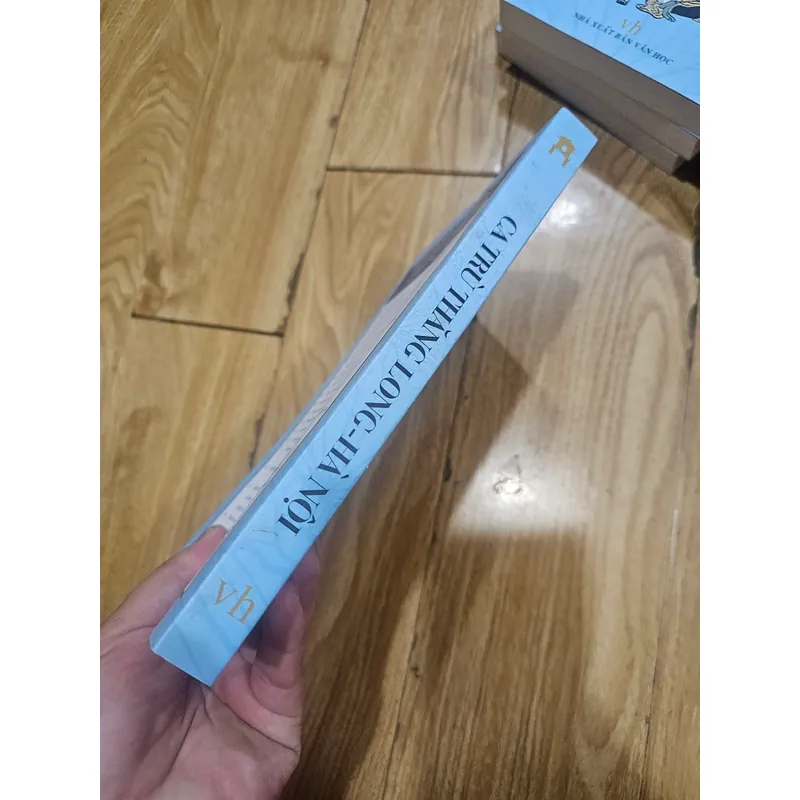 vh
NHÀ XUẤT BẢN VĂN HỌC
CA TRÙ THĂNG LONG-HÀ NỘI
vh